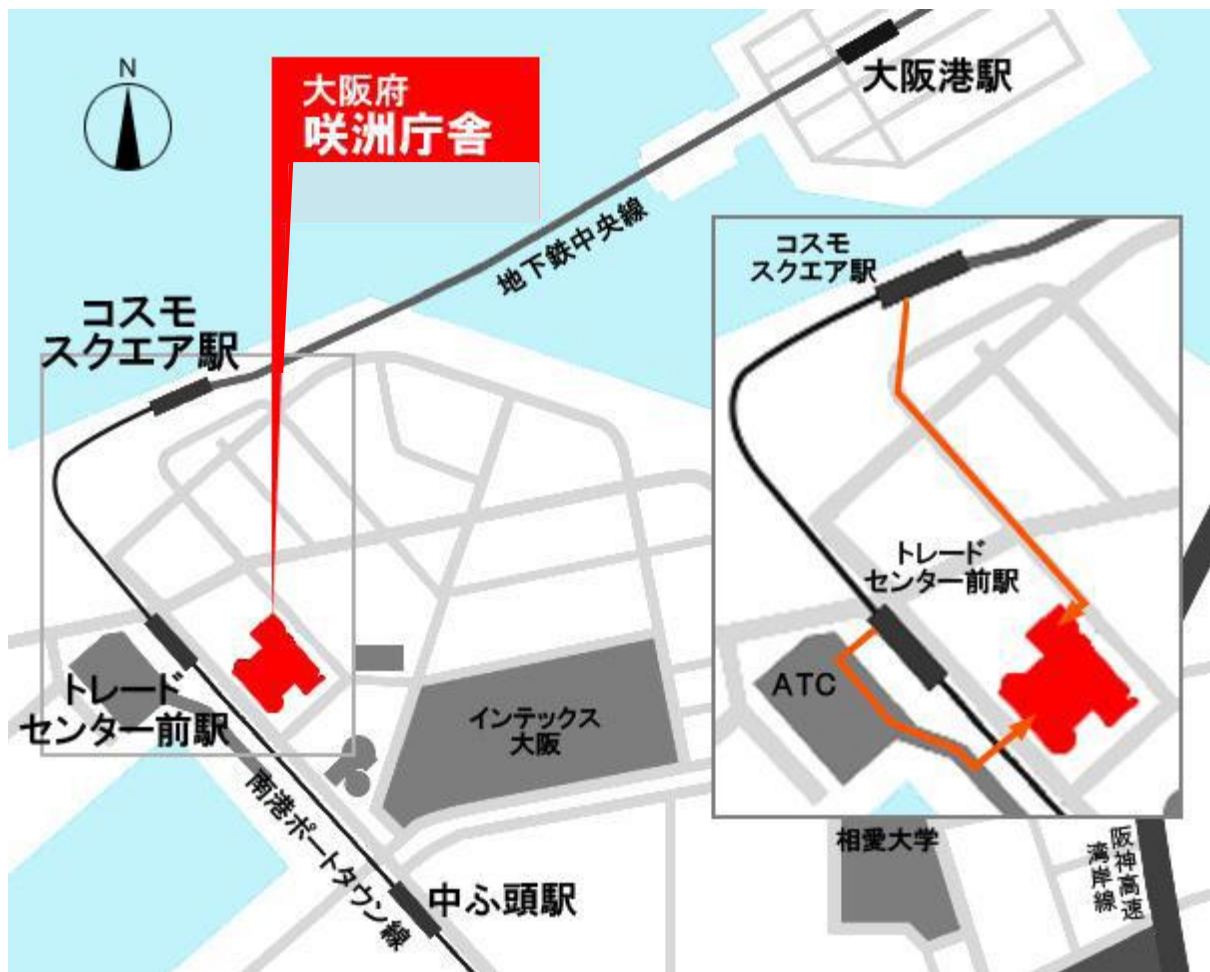 N
大阪府
咲洲庁舎
大阪港駅
地下鉄中央線
コスモ
スクエア駅
コスモ
スクエア駅
トレード
センター前駅
ATC
トレード
センター前駅
インテックス
大阪
南港ポートタウン線
中ふ頭駅
相愛大学
阪神高速
湾岸線